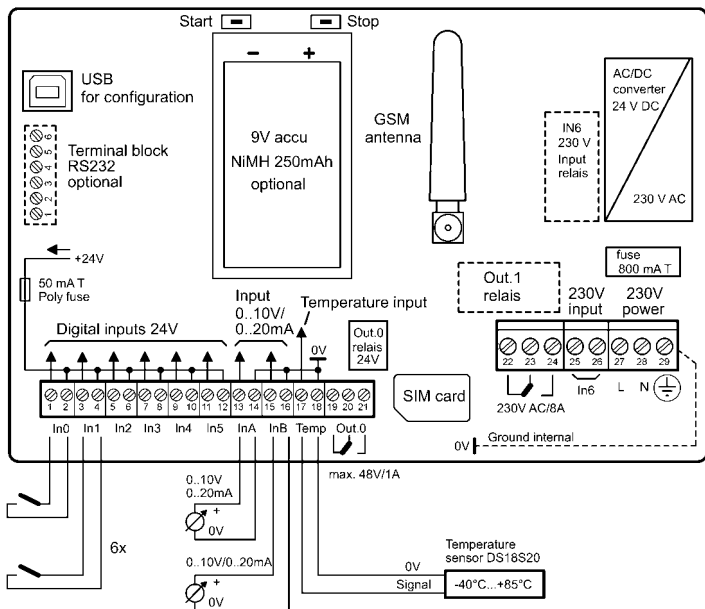 Start
Stop
USB
for configuration
− +
9V accu
NiMH 250mAh
optional
GSM
antenna
AC/DC
converter
24 V DC
230 V AC
IN6
230 V
Input
relais
6
5
4
3
2
1
Terminal block
RS232
optional
+24V
50 mA T
Poly fuse
Digital inputs 24V
Input
0..10V/
0..20mA
Temperature input
0V
Out.0
relais
24V
Out.1
relais
fuse
800 mA T
230V
input
230V
power
SIM card
1 2 3 4 5 6 7 8 9 10 11 12 13 14 15 16 17 18 19 20 21
In0 In1 In2 In3 In4 In5 InA InB Temp Out.0
22 23 24 25 26 27 28 29
230V AC/8A
In6
L N
0V
Ground internal
max. 48V/1A
0..10V
0..20mA
+
0V
6x
0..10V/0..20mA
+
0V
Temperature
sensor DS18S20
0V
Signal
-40°C...+85°C